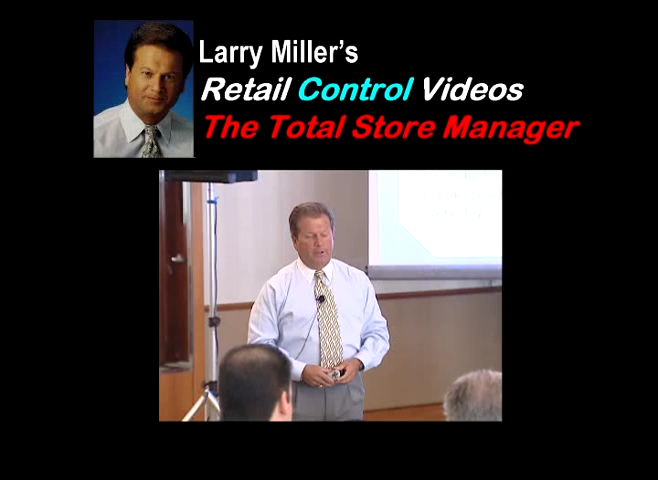 Larry Miller's
Retail Control Videos
The Total Store Manager